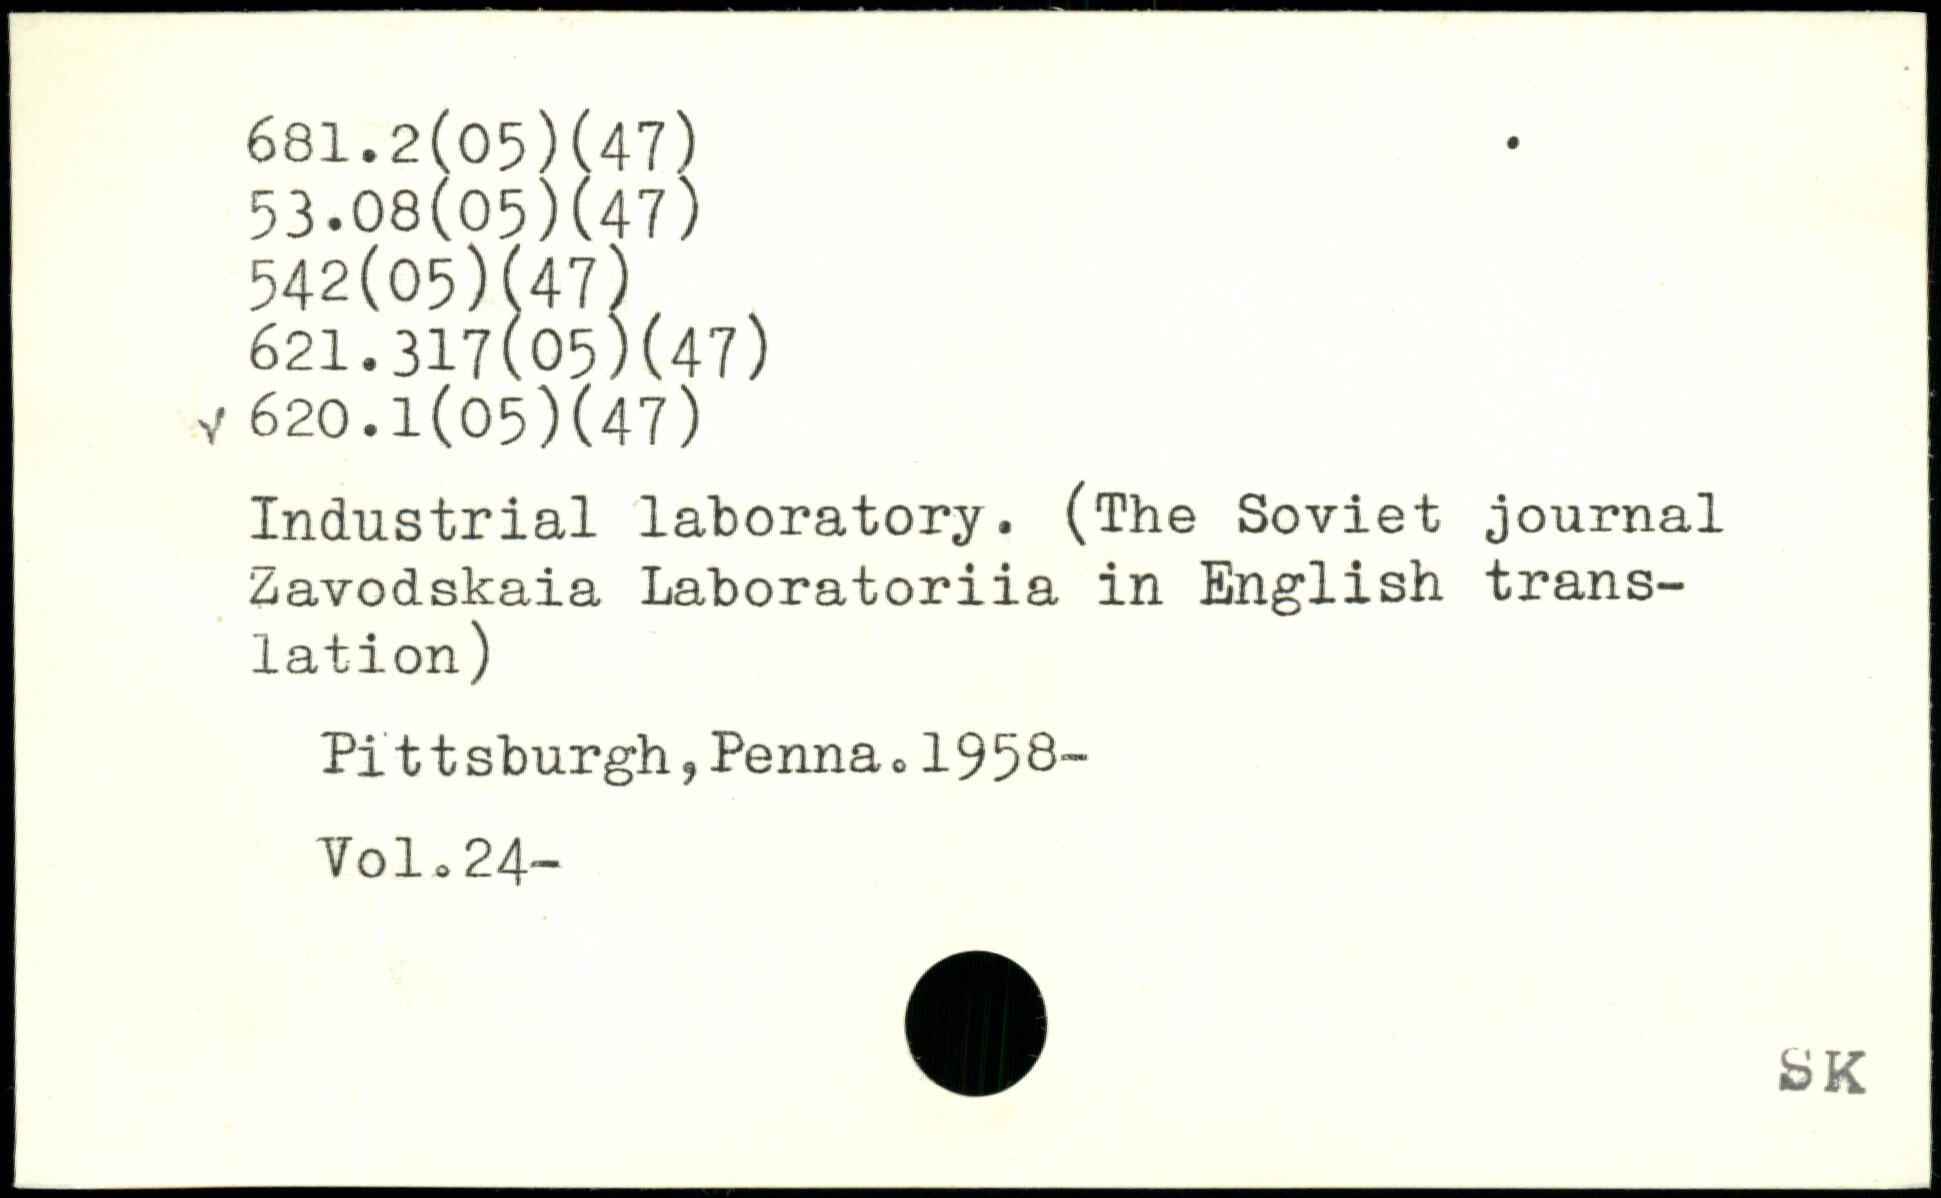 681.2(05)(47)
53.08(05)(47)
542(05)(47)
621.317(05)(47)
✓ 620.1(05)(47)
Industrial laboratory. (The Soviet journal
Zavodskaia Laboratoriia in English trans-
lation)
Pittsburgh,Penna.1958-
Vol.24-
SK